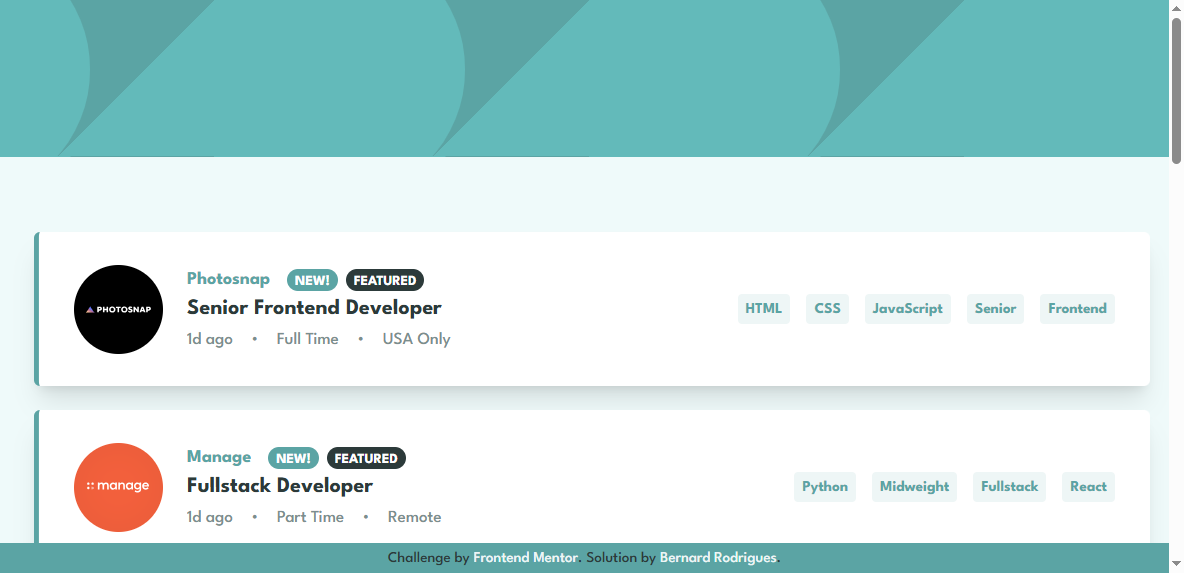 PHOTOSNAP
Photosnap NEW! FEATURED
Senior Frontend Developer
1d ago • Full Time • USA Only
HTML CSS JavaScript Senior Frontend
:: manage
Manage NEW! FEATURED
Fullstack Developer
1d ago • Part Time • Remote
Python Midweight Fullstack React
Challenge by Frontend Mentor. Solution by Bernard Rodrigues.